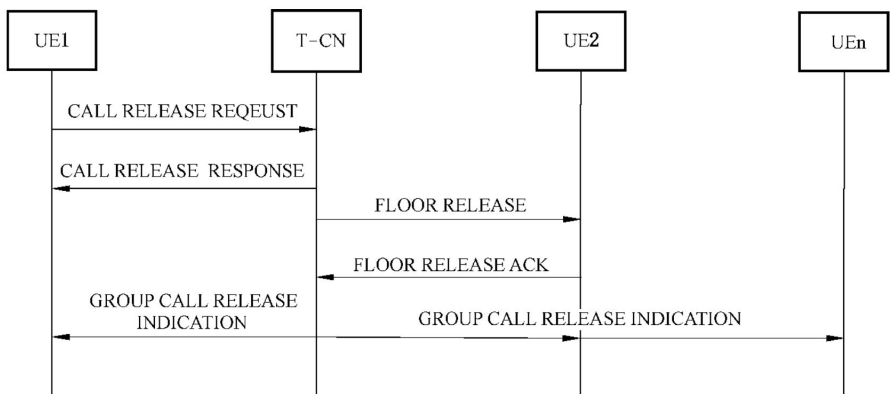 UE1
T-CN
UE2
UEn
CALL RELEASE REQEUST
CALL RELEASE RESPONSE
FLOOR RELEASE
FLOOR RELEASE ACK
GROUP CALL RELEASE
INDICATION
GROUP CALL RELEASE INDICATION